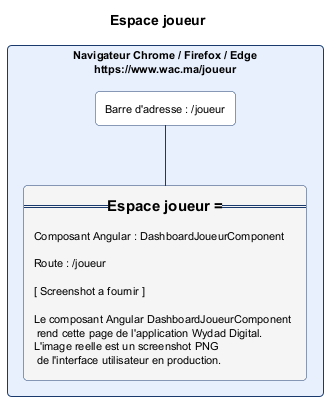 Espace joueur
Navigateur Chrome / Firefox / Edge
https://www.wac.ma/joueur
Barre d'adresse : /joueur
Espace joueur =
Composant Angular : DashboardJoueurComponent
Route : /joueur
[ Screenshot a fournir ]
Le composant Angular DashboardJoueurComponent
rend cette page de l'application Wydad Digital.
L'image reelle est un screenshot PNG
de l'interface utilisateur en production.